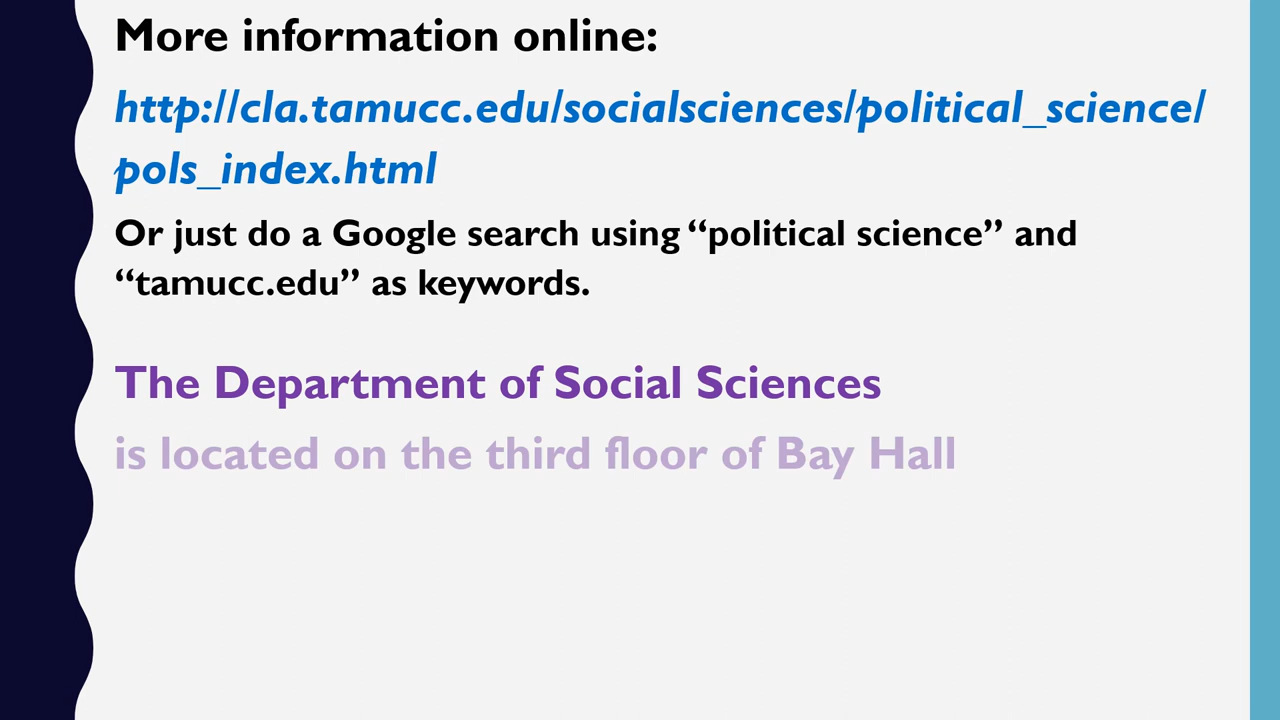 More information online:
http://cla.tamucc.edu/socialsciences/political_science/
pols_index.html
Or just do a Google search using “political science” and
“tamucc.edu” as keywords.
The Department of Social Sciences
is located on the third floor of Bay Hall